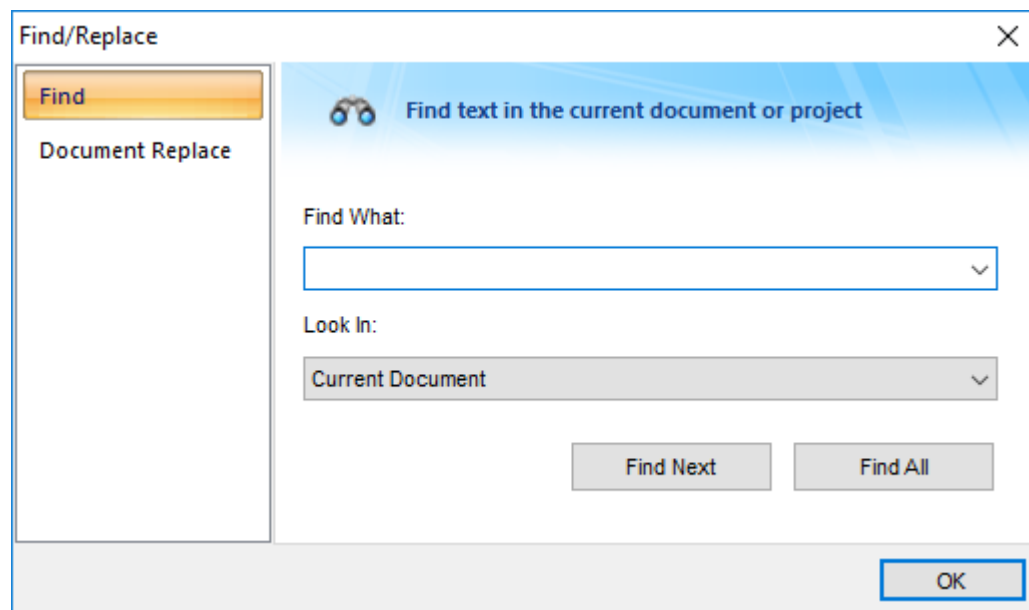 Find/Replace
Find
Document Replace
Find text in the current document or project
Find What:
Look In:
Current Document
Find Next
Find All
OK